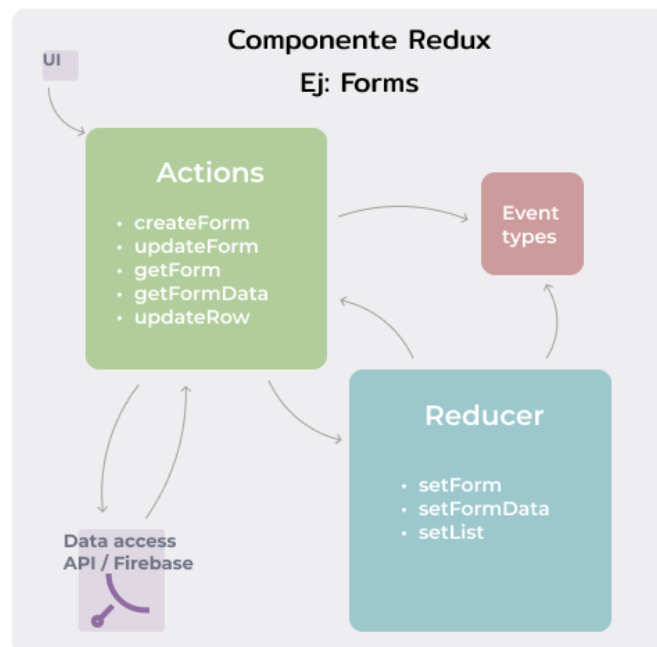 Componente Redux
Ej: Forms
UI
Actions
• createForm
• updateForm
• getForm
• getFormData
• updateRow
Event
types
Reducer
• setForm
• setFormData
• setList
Data access
API / Firebase